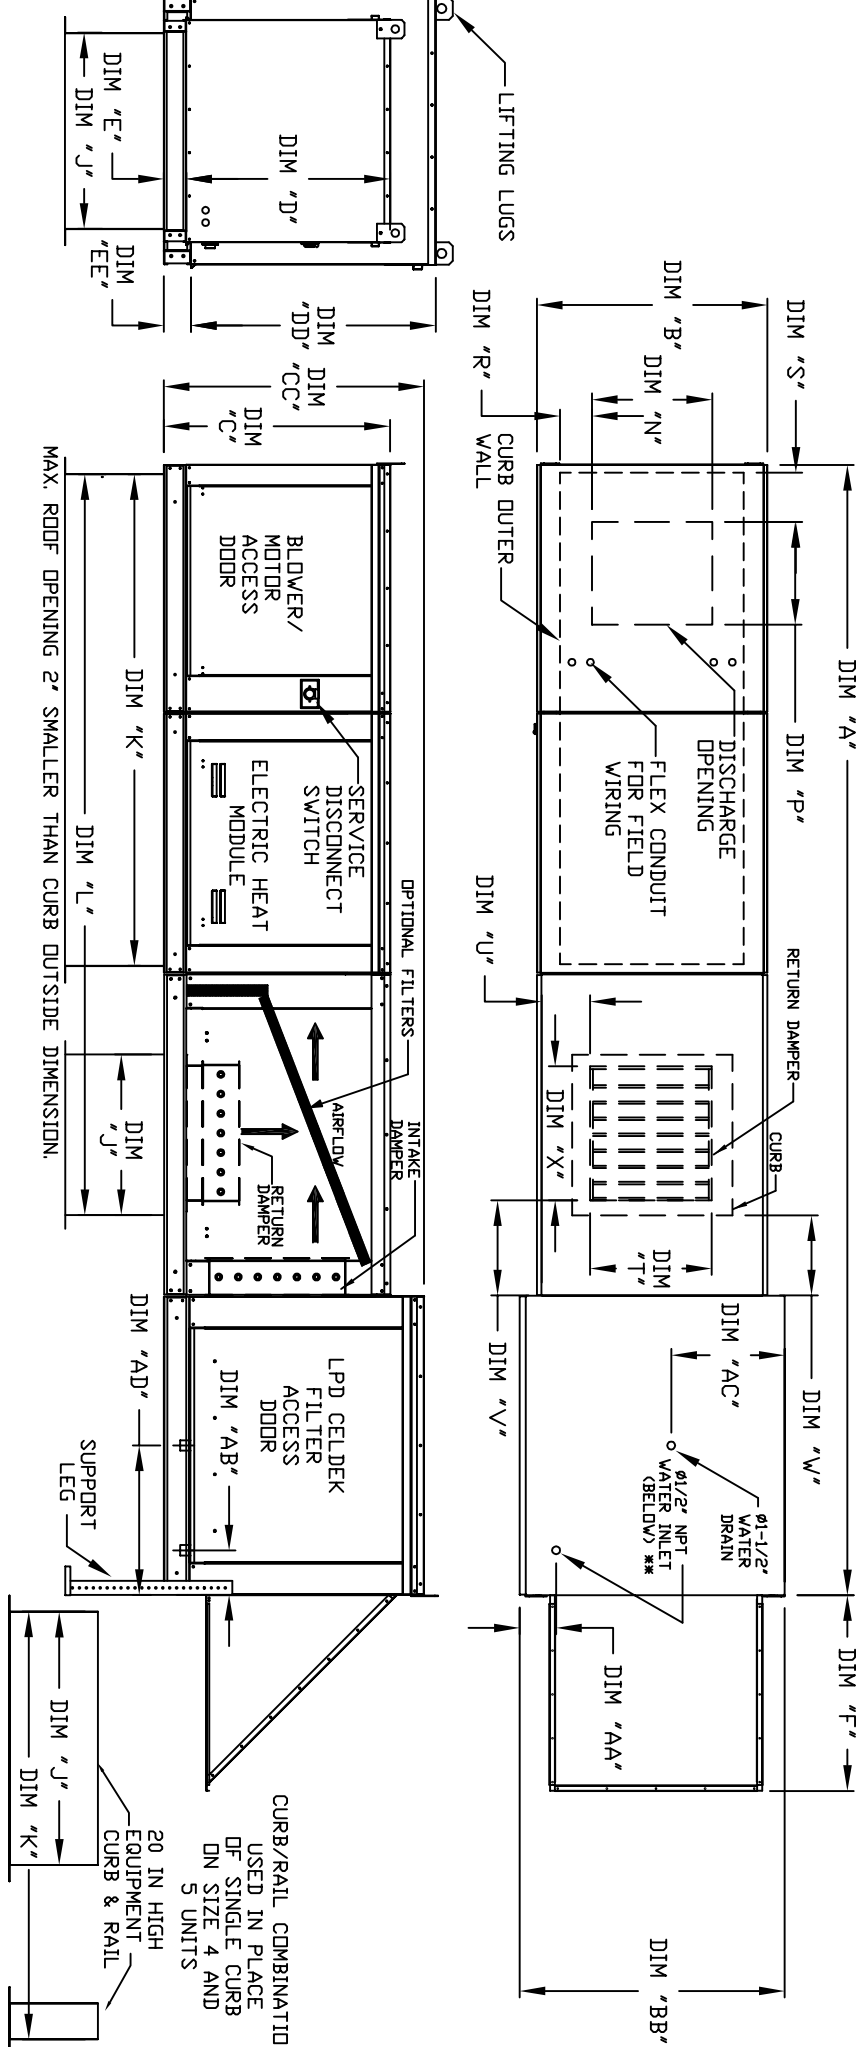 DIM "A"
DIM "F"
DIM "S"
DIM "P"
DIM "W"
DIM "B"
DIM "N"
DIM "R"
CURB OUTER
WALL
DISCHARGE
OPENING
FLEX CONDUIT
FOR FIELD
WIRING
DIM "U"
RETURN DAMPER
CURB
DIM "X"
DIM
"T"
DIM "V"
DIM "AC"
Ø1-1/2"
WATER
DRAIN
Ø1/2" NPT
WATER INLET
(BELOW) **
DIM "AA"
DIM "BB"
LIFTING LUGS
DIM "D"
DIM "E"
DIM "J"
DIM
"EE"
DIM
"DD"
DIM
"CC"
DIM
"C"
BLOWER/
MOTOR
ACCESS
DOOR
SERVICE
DISCONNECT
SWITCH
ELECTRIC HEAT
MODULE
OPTIONAL FILTERS
AIRFLOW
INTAKE
DAMPER
RETURN
DAMPER
LPD CELDEK
FILTER
ACCESS
DOOR
DIM "AB"
DIM "AD"
SUPPORT
LEG
DIM "K"
DIM "L"
DIM
"J"
MAX. ROOF OPENING 2" SMALLER THAN CURB OUTSIDE DIMENSION.
CURB/RAIL COMBINATIO
USED IN PLACE
OF SINGLE CURB
ON SIZE 4 AND
5 UNITS
20 IN HIGH
EQUIPMENT
CURB & RAIL
DIM "J"
DIM "K"